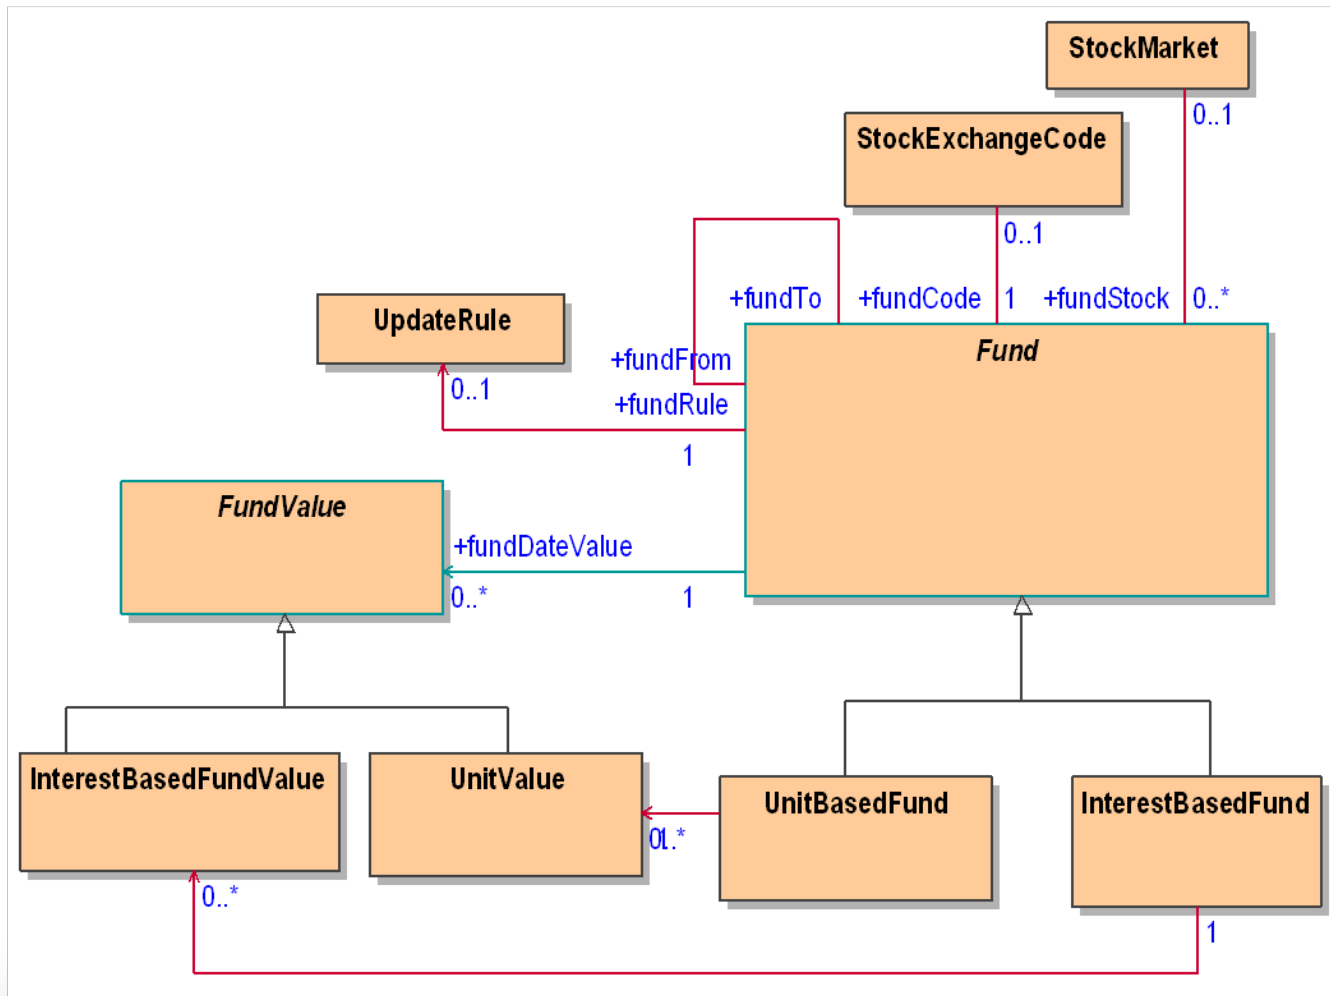 StockMarket
0..1
StockExchangeCode
0..1
+fundTo
+fundCode
1
+fundStock
0..*
UpdateRule
Fund
+fundFrom
0..1
+fundRule
1
FundValue
+fundDateValue
0..*
1
InterestBasedFundValue
UnitValue
UnitBasedFund
InterestBasedFund
0..*
1